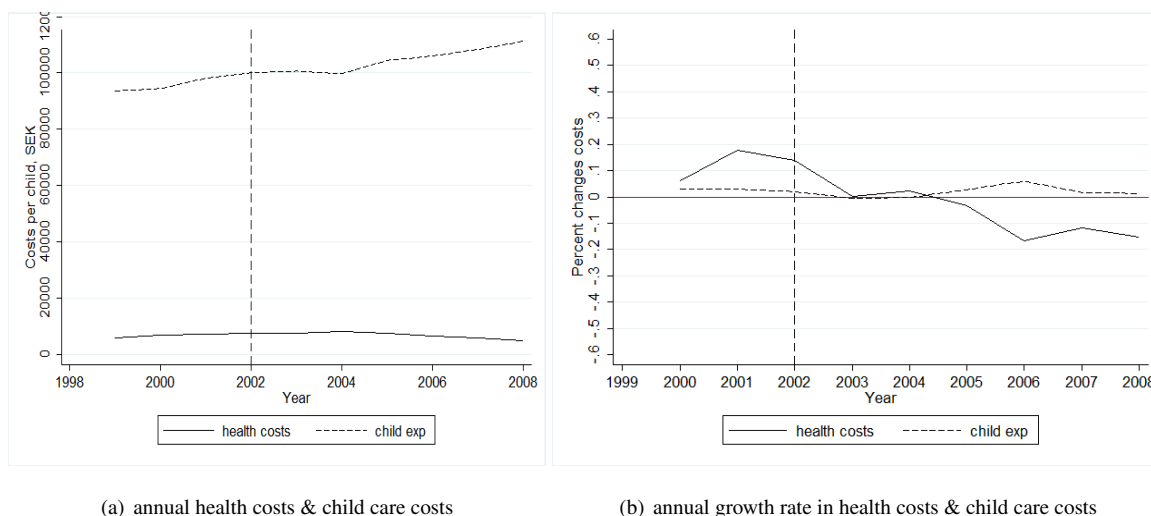 Costs per child, SEK
0 20000 40000 60000 80000 100000 1200
1998 2000 2002 2004 2006 2008
Year
health costs child exp
Percent changes costs
-.6 -.5 -.4 -.3 -.2 -.1 0 .1 .2 .3 .4 .5 .6
1999 2000 2001 2002 2003 2004 2005 2006 2007 2008
Year
health costs child exp
(a) annual health costs & child care costs
(b) annual growth rate in health costs & child care costs